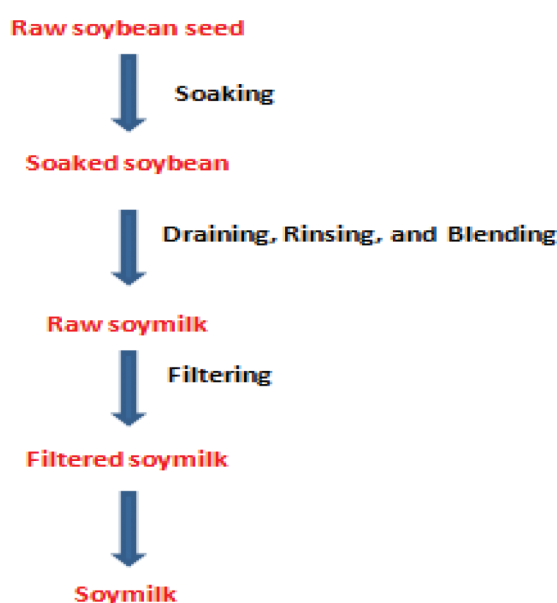 Raw soybean seed
Soaking
Soaked soybean
Draining, Rinsing, and Blending
Raw soymilk
Filtering
Filtered soymilk
Soymilk